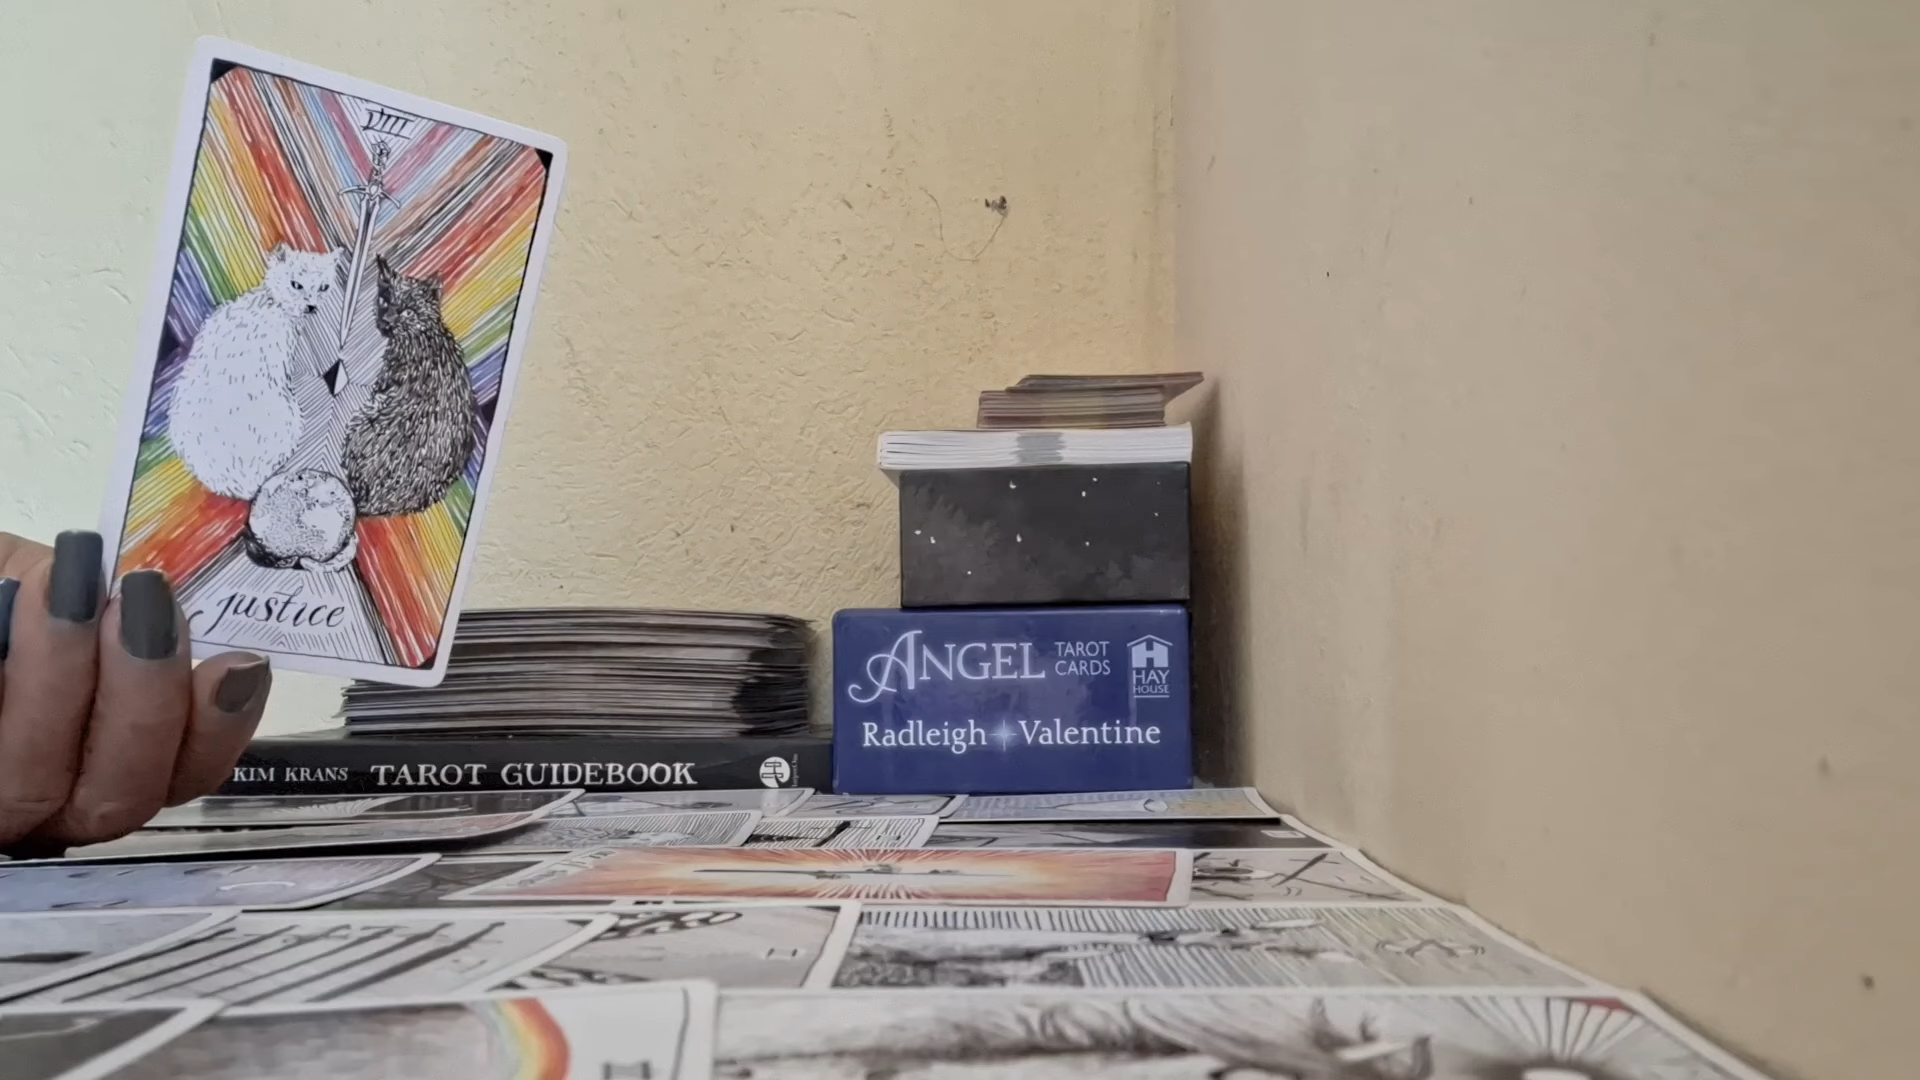 VIII
justice
ANGEL TAROT CARDS
HAY HOUSE
Radleigh Valentine
KIM KRANS TAROT GUIDEBOOK